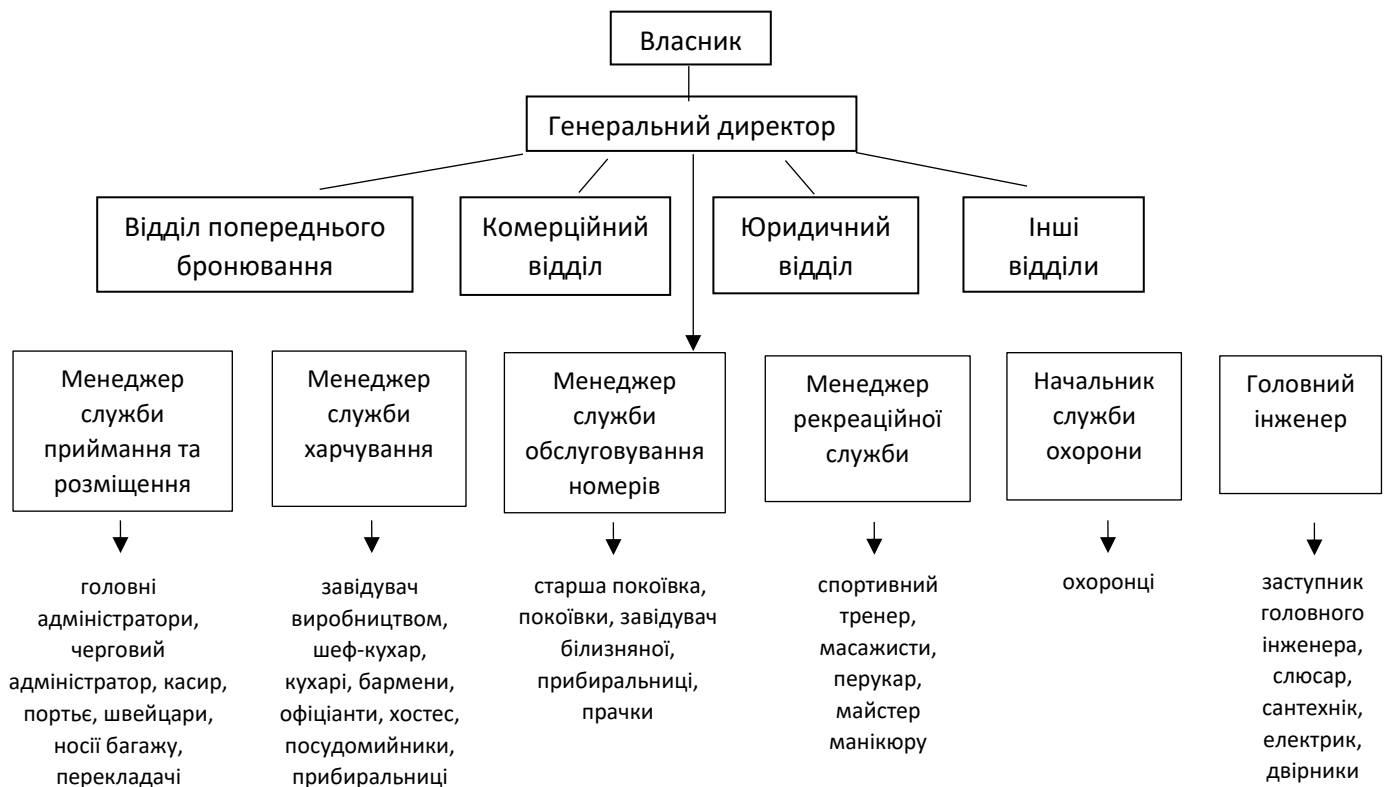 Власник
Генеральний директор
Відділ попереднього
бронювання
Комерційний
відділ
Юридичний
відділ
Інші
відділи
Менеджер
служби
приймання та
розміщення
Менеджер
служби
харчування
Менеджер
служби
обслуговування
номерів
Менеджер
рекреаційної
служби
Начальник
служби
охорони
Головний
інженер
головні
адміністратори,
черговий
адміністратор, касир,
портьє, швейцари,
носії багажу,
перекладачі
завідувач
виробництвом,
шеф-кухар,
кухарі, бармени,
офіціанти, хостес,
посудомийники,
прибиральниці
старша покоївка,
покоївки, завідувач
білизняної,
прибиральниці,
прачки
спортивний
тренер,
масажисти,
перукар,
майстер
манікюру
охоронці
заступник
головного
інженера,
слюсар,
сантехнік,
електрик,
двірники